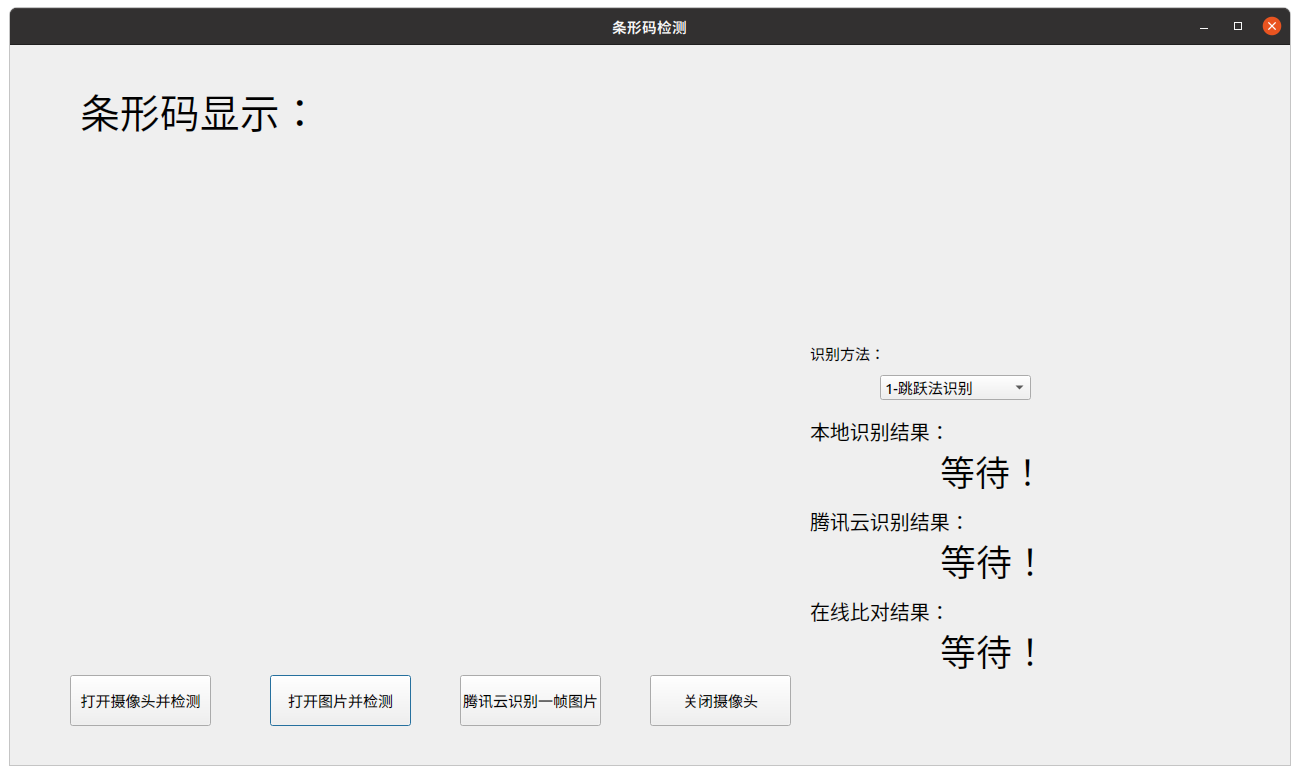 条形码检测
条形码显示：
识别方法：
1-跳跃法识别
本地识别结果：
等待！
腾讯云识别结果：
等待！
在线比对结果：
等待！
打开摄像头并检测
打开图片并检测
腾讯云识别一帧图片
关闭摄像头